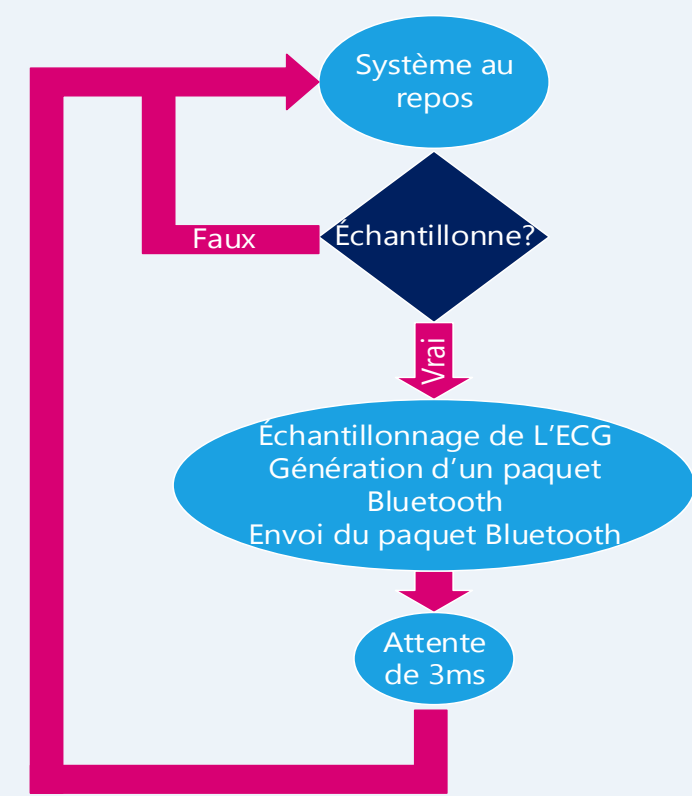 Système au
repos
Échantillonne?
Faux
Vrai
Échantillonnage de L’ECG
Génération d’un paquet
Bluetooth
Envoi du paquet Bluetooth
Attente
de 3ms